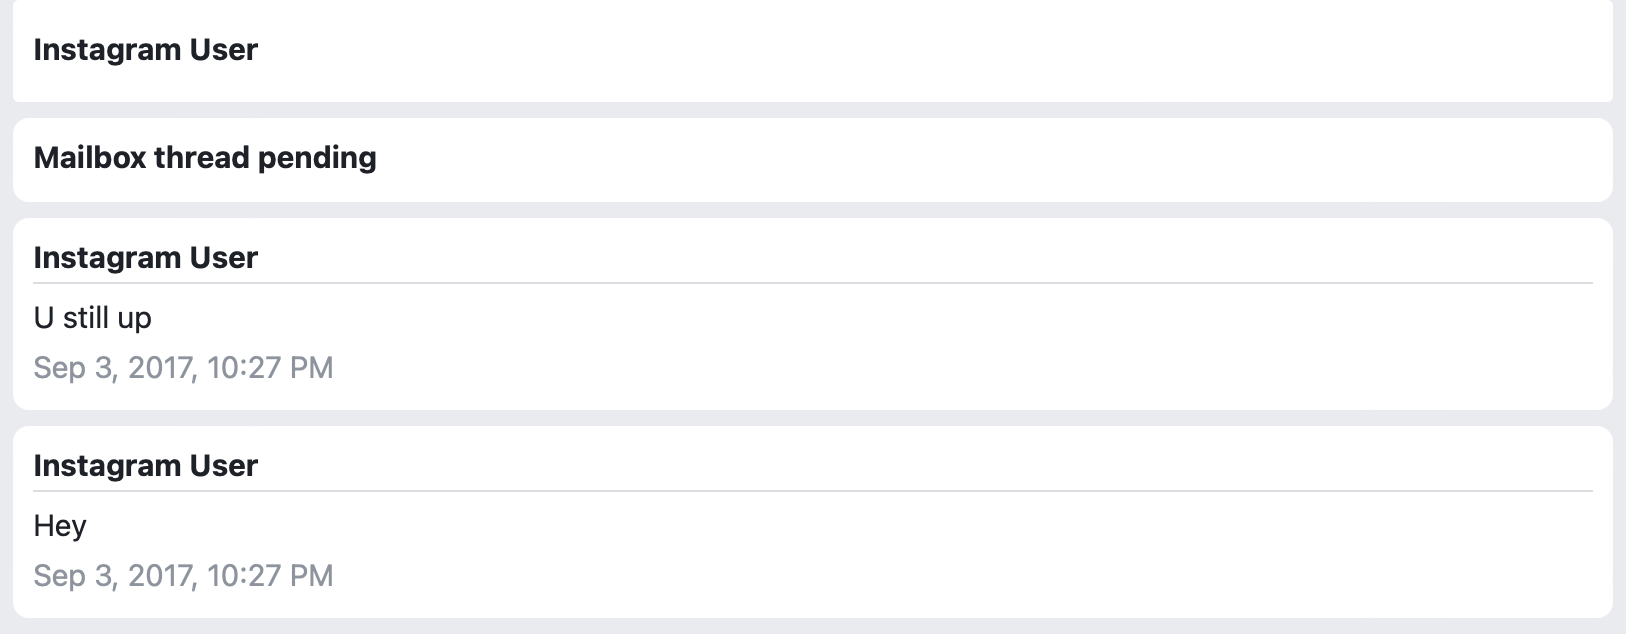 Instagram User
Mailbox thread pending
Instagram User
U still up
Sep 3, 2017, 10:27 PM
Instagram User
Hey
Sep 3, 2017, 10:27 PM